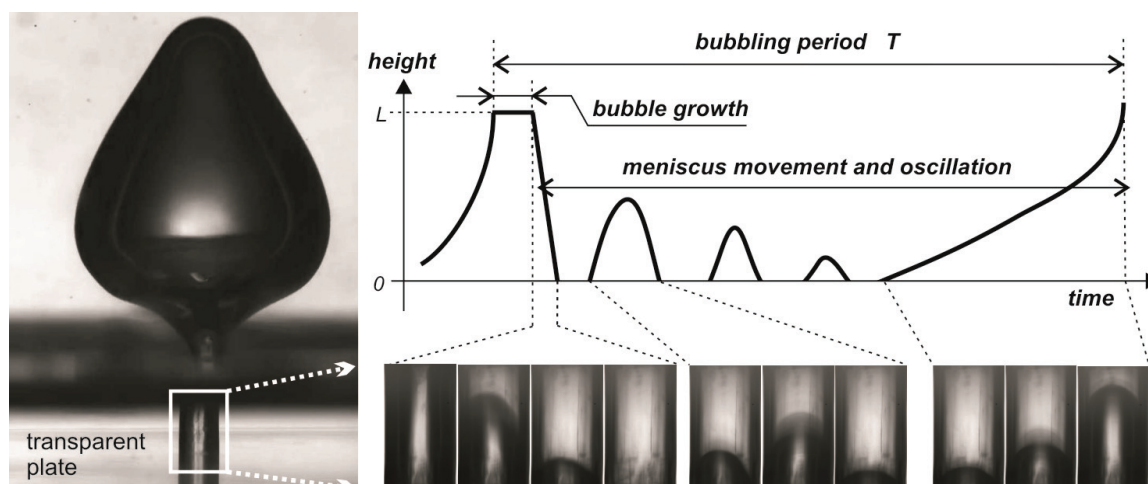 bubbling period T
height
bubble growth
L
meniscus movement and oscillation
0
time
transparent
plate